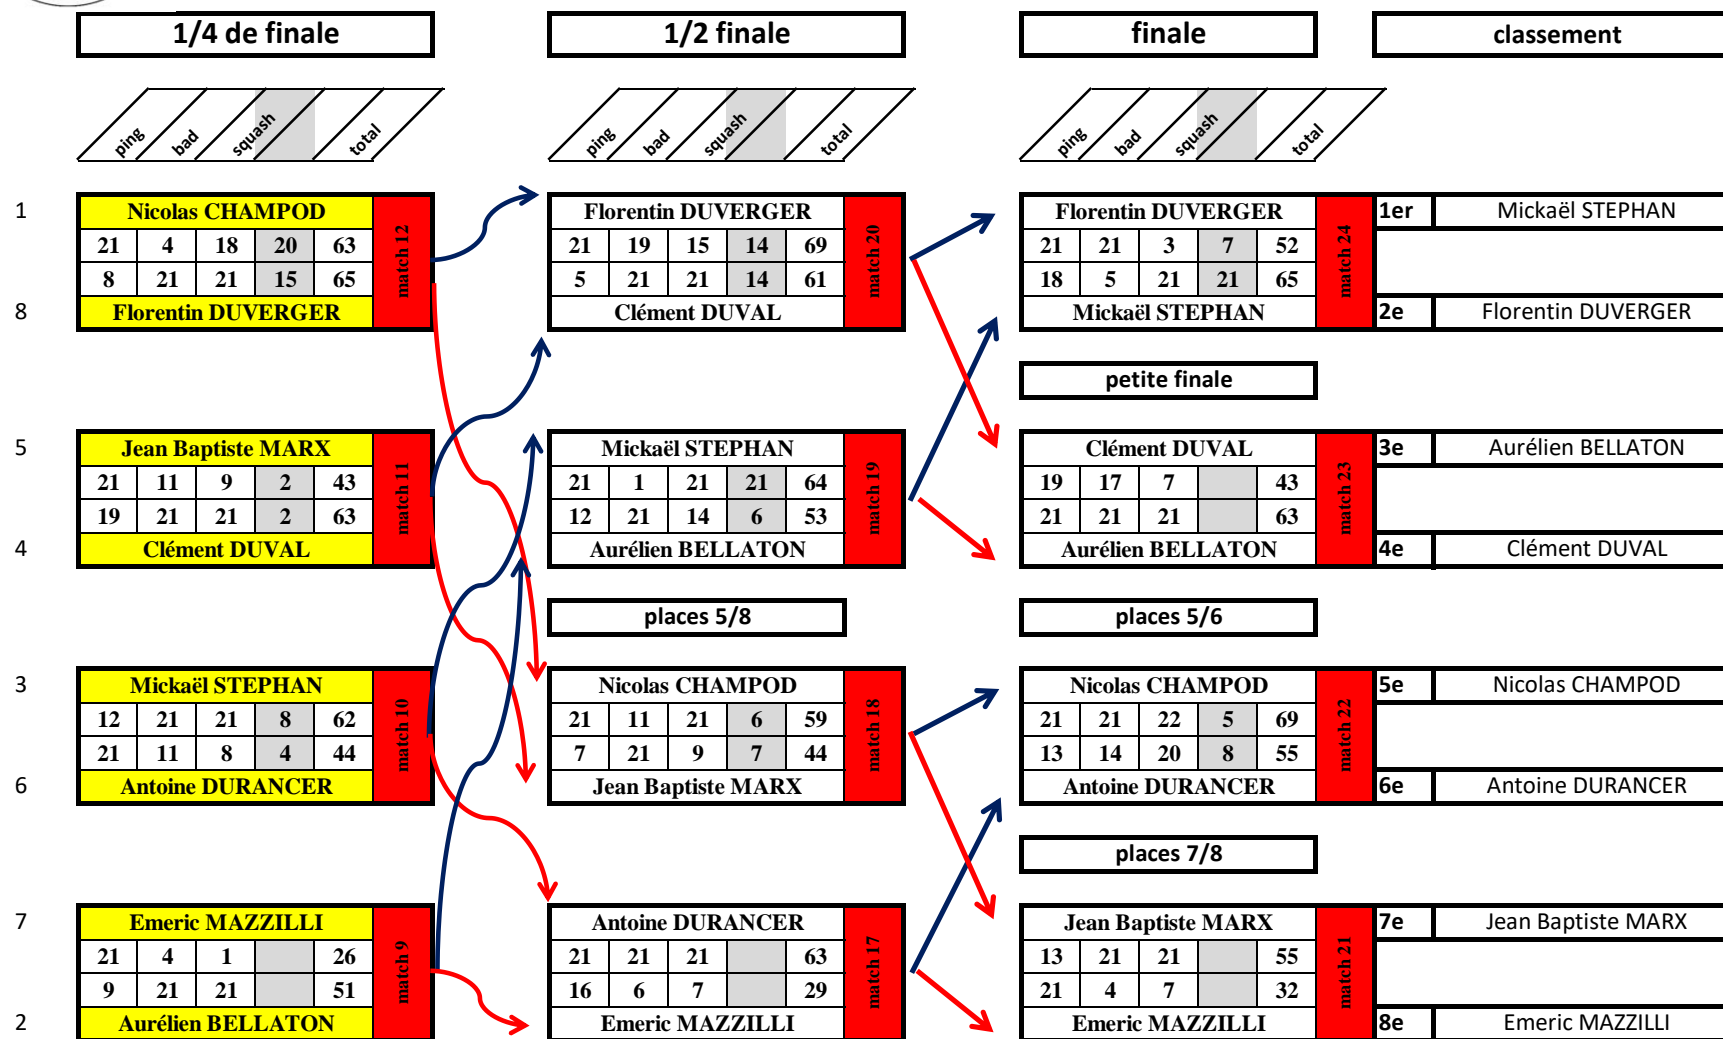 1/4 de finale 1/2 finale finale classement
ping bad squash total ping bad squash total ping bad squash total
1 Nicolas CHAMPOD Florentin DUVERGER Florentin DUVERGER 1er Mickaël STEPHAN
21 4 18 20 63 match 12 21 19 15 14 69 match 20 21 21 3 7 52 match 24
8 21 21 15 65 5 21 21 14 61 18 5 21 21 65
8 Florentin DUVERGER Clément DUVAL Mickaël STEPHAN 2e Florentin DUVERGER
petite finale
5 Jean Baptiste MARX Mickaël STEPHAN Clément DUVAL 3e Aurélien BELLATON
21 11 9 2 43 match 11 21 1 21 21 64 match 19 19 17 7 43 match 23
19 21 21 2 63 12 21 14 6 53 21 21 21 63
4 Clément DUVAL Aurélien BELLATON Aurélien BELLATON 4e Clément DUVAL
places 5/8 places 5/6
3 Mickaël STEPHAN Nicolas CHAMPOD Nicolas CHAMPOD 5e Nicolas CHAMPOD
12 21 21 8 62 match 10 21 11 21 6 59 match 18 21 21 22 5 69 match 22
21 11 8 4 44 7 21 9 7 44 13 14 20 8 55
6 Antoine DURANCER Jean Baptiste MARX Antoine DURANCER 6e Antoine DURANCER
places 7/8
7 Emeric MAZZILLI Antoine DURANCER Jean Baptiste MARX 7e Jean Baptiste MARX
21 4 1 26 match 9 21 21 21 63 match 17 13 21 21 55 match 21
9 21 21 51 16 6 7 29 21 4 7 32
2 Aurélien BELLATON Emeric MAZZILLI Emeric MAZZILLI 8e Emeric MAZZILLI